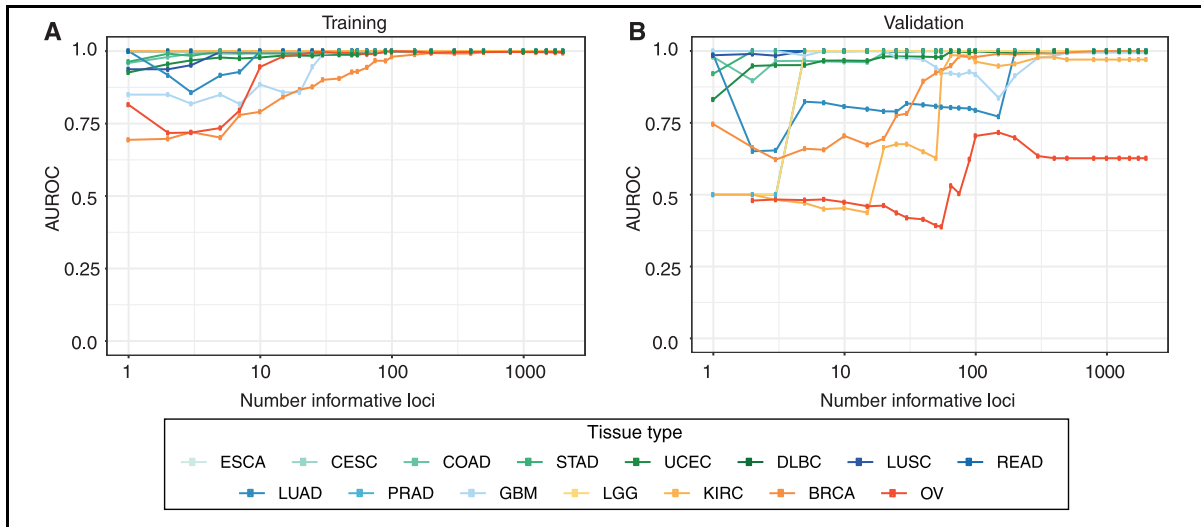 A
Training
B
Validation
AUROC
1.0
0.75
0.5
0.25
0.0
1
10
100
1000
Number informative loci
AUROC
1.0
0.75
0.5
0.25
0.0
1
10
100
1000
Number informative loci
Tissue type
ESCA CESC COAD STAD UCEC DLBC LUSC READ
LUAD PRAD GBM LGG KIRC BRCA OV